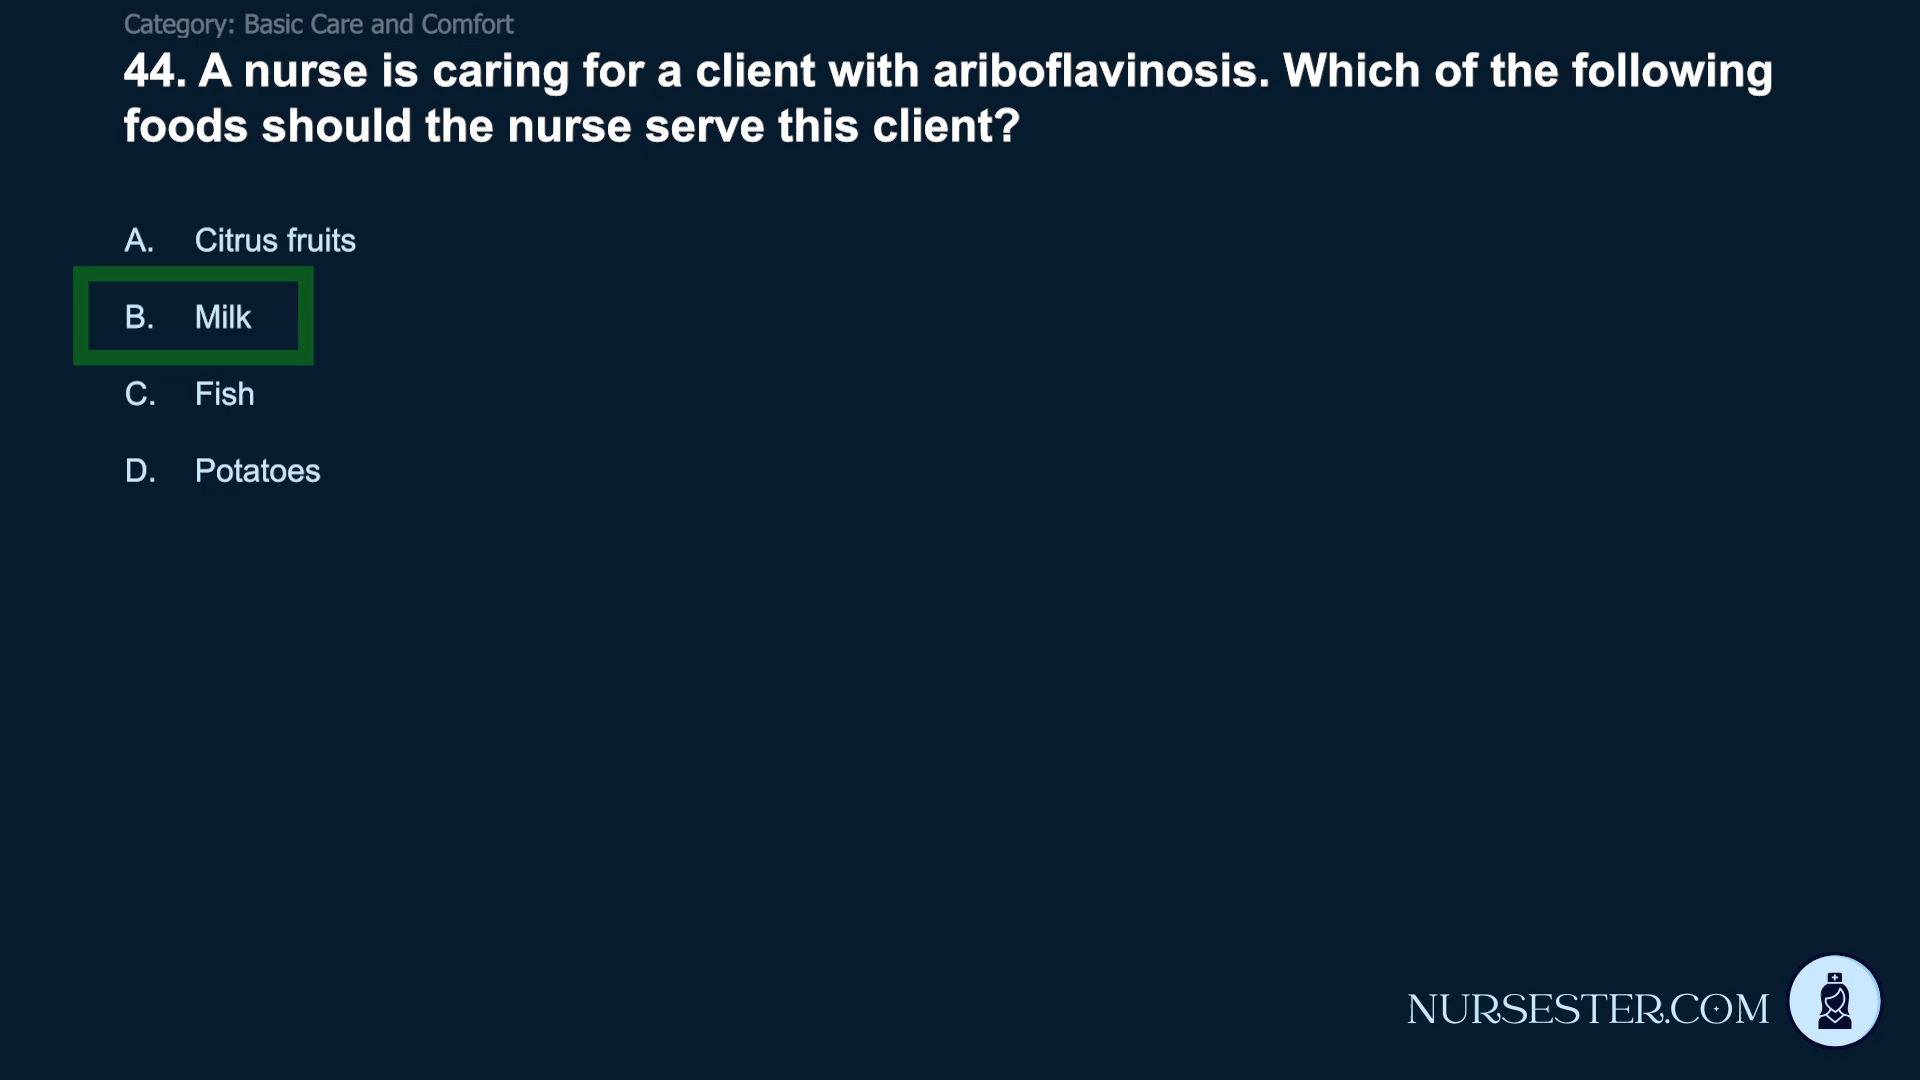 Category: Basic Care and Comfort
44. A nurse is caring for a client with ariboflavinosis. Which of the following
foods should the nurse serve this client?
A. Citrus fruits
B. Milk
C. Fish
D. Potatoes
NURSESTER.COM